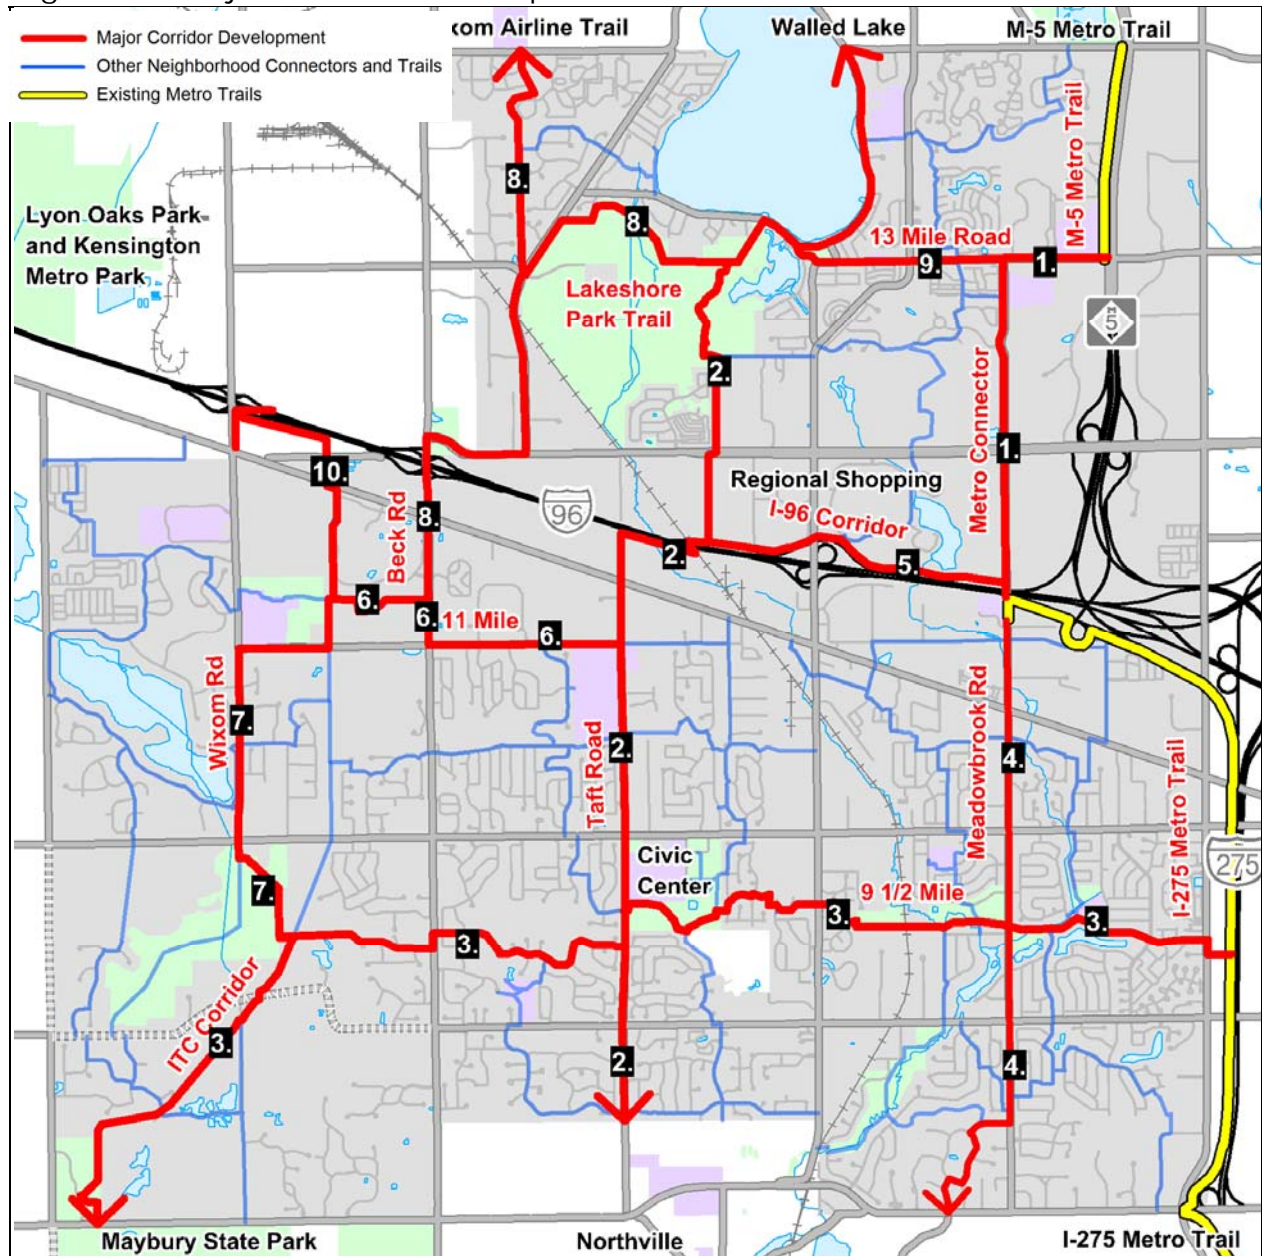 Major Corridor Development
Other Neighborhood Connectors and Trails
Existing Metro Trails
xom Airline Trail
Walled Lake
M-5 Metro Trail
M-5 Metro Trail
8.
Lyon Oaks Park
and Kensington
Metro Park
8.
13 Mile Road
9.
1.
Lakeshore
Park Trail
M
5
2.
Metro Connector
1.
10.
Regional Shopping
I-96 Corridor
Beck Rd
8.
96
2.
5.
6.
6.
11 Mile
6.
Wixom Rd
7.
Taft Road
2.
Meadowbrook Rd
4.
I-275 Metro Trail
Civic
Center
275
7.
9 1/2 Mile
3.
3.
3.
ITC Corridor
3.
2.
4.
Maybury State Park
Northville
I-275 Metro Trail